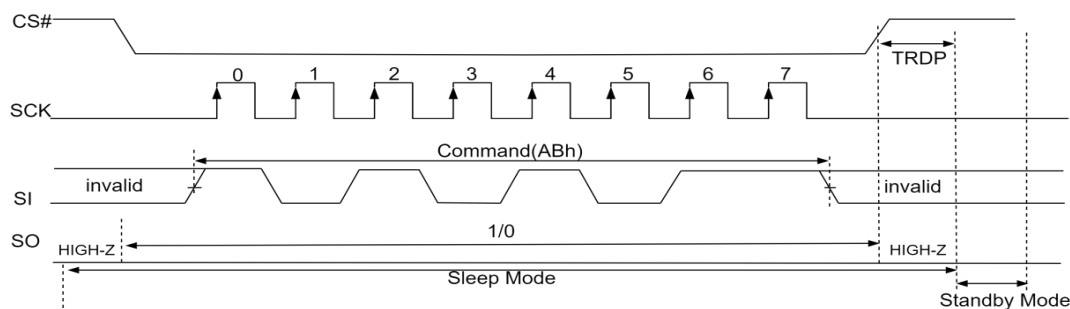 CS#
TRDP
0 1 2 3 4 5 6 7
SCK
Command(ABh)
invalid invalid
SI
1/0
SO
HIGH-Z HIGH-Z
Sleep Mode
Standby Mode